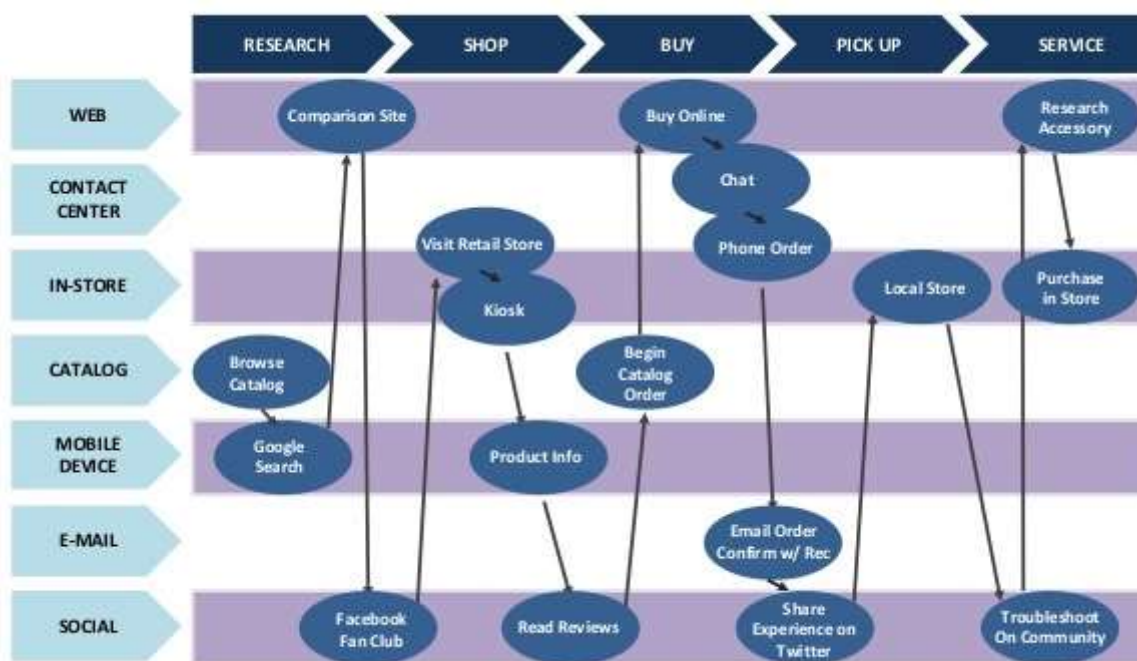 RESEARCH
SHOP
BUY
PICK UP
SERVICE
WEB
Comparison Site
Buy Online
Research
Accessory
CONTACT
CENTER
Chat
Visit Retail Store
Phone Order
IN-STORE
Kiosk
Local Store
Purchase
in Store
CATALOG
Browse
Catalog
Begin
Catalog
Order
MOBILE
DEVICE
Google
Search
Product Info
E-MAIL
Email Order
Confirm w/ Rec
SOCIAL
Facebook
Fan Club
Read Reviews
Share
Experience on
Twitter
Troubleshoot
On Community